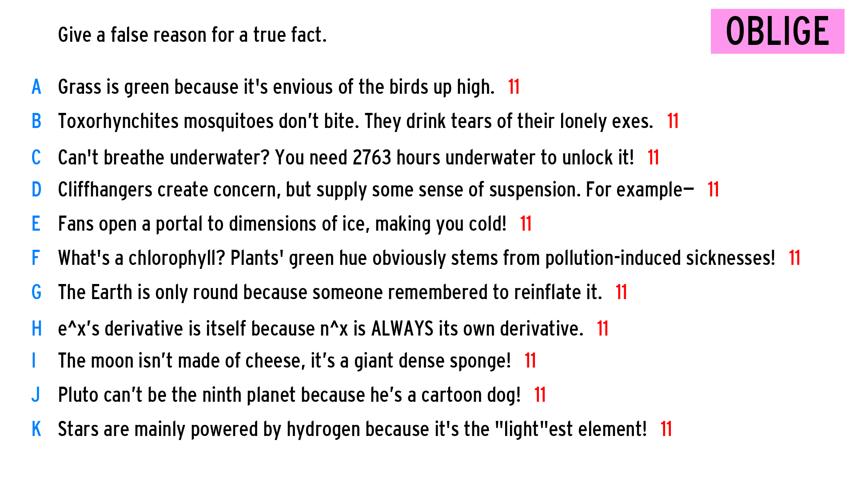 Give a false reason for a true fact.
OBLIGE
A Grass is green because it's envious of the birds up high. 11
B Toxorhynchites mosquitoes don’t bite. They drink tears of their lonely exes. 11
C Can't breathe underwater? You need 2763 hours underwater to unlock it! 11
D Cliffhangers create concern, but supply some sense of suspension. For example— 11
E Fans open a portal to dimensions of ice, making you cold! 11
F What's a chlorophyll? Plants' green hue obviously stems from pollution-induced sicknesses! 11
G The Earth is only round because someone remembered to reinflate it. 11
H e^x’s derivative is itself because n^x is ALWAYS its own derivative. 11
I The moon isn’t made of cheese, it’s a giant dense sponge! 11
J Pluto can’t be the ninth planet because he’s a cartoon dog! 11
K Stars are mainly powered by hydrogen because it's the "light"est element! 11